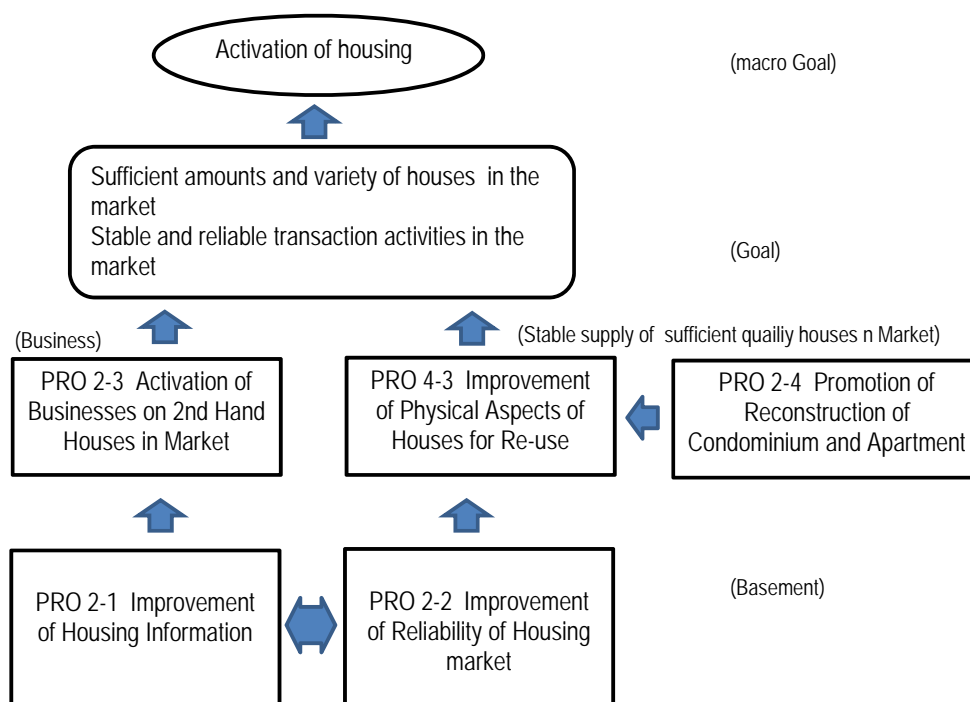 Activation of housing
(macro Goal)
Sufficient amounts and variety of houses in the
market
Stable and reliable transaction activities in the
market
(Goal)
(Business)
(Stable supply of sufficient quailiy houses n Market)
PRO 2-3 Activation of
Businesses on 2nd Hand
Houses in Market
PRO 4-3 Improvement
of Physical Aspects of
Houses for Re-use
PRO 2-4 Promotion of
Reconstruction of
Condominium and Apartment
PRO 2-1 Improvement
of Housing Information
PRO 2-2 Improvement
of Reliability of Housing
market
(Basement)